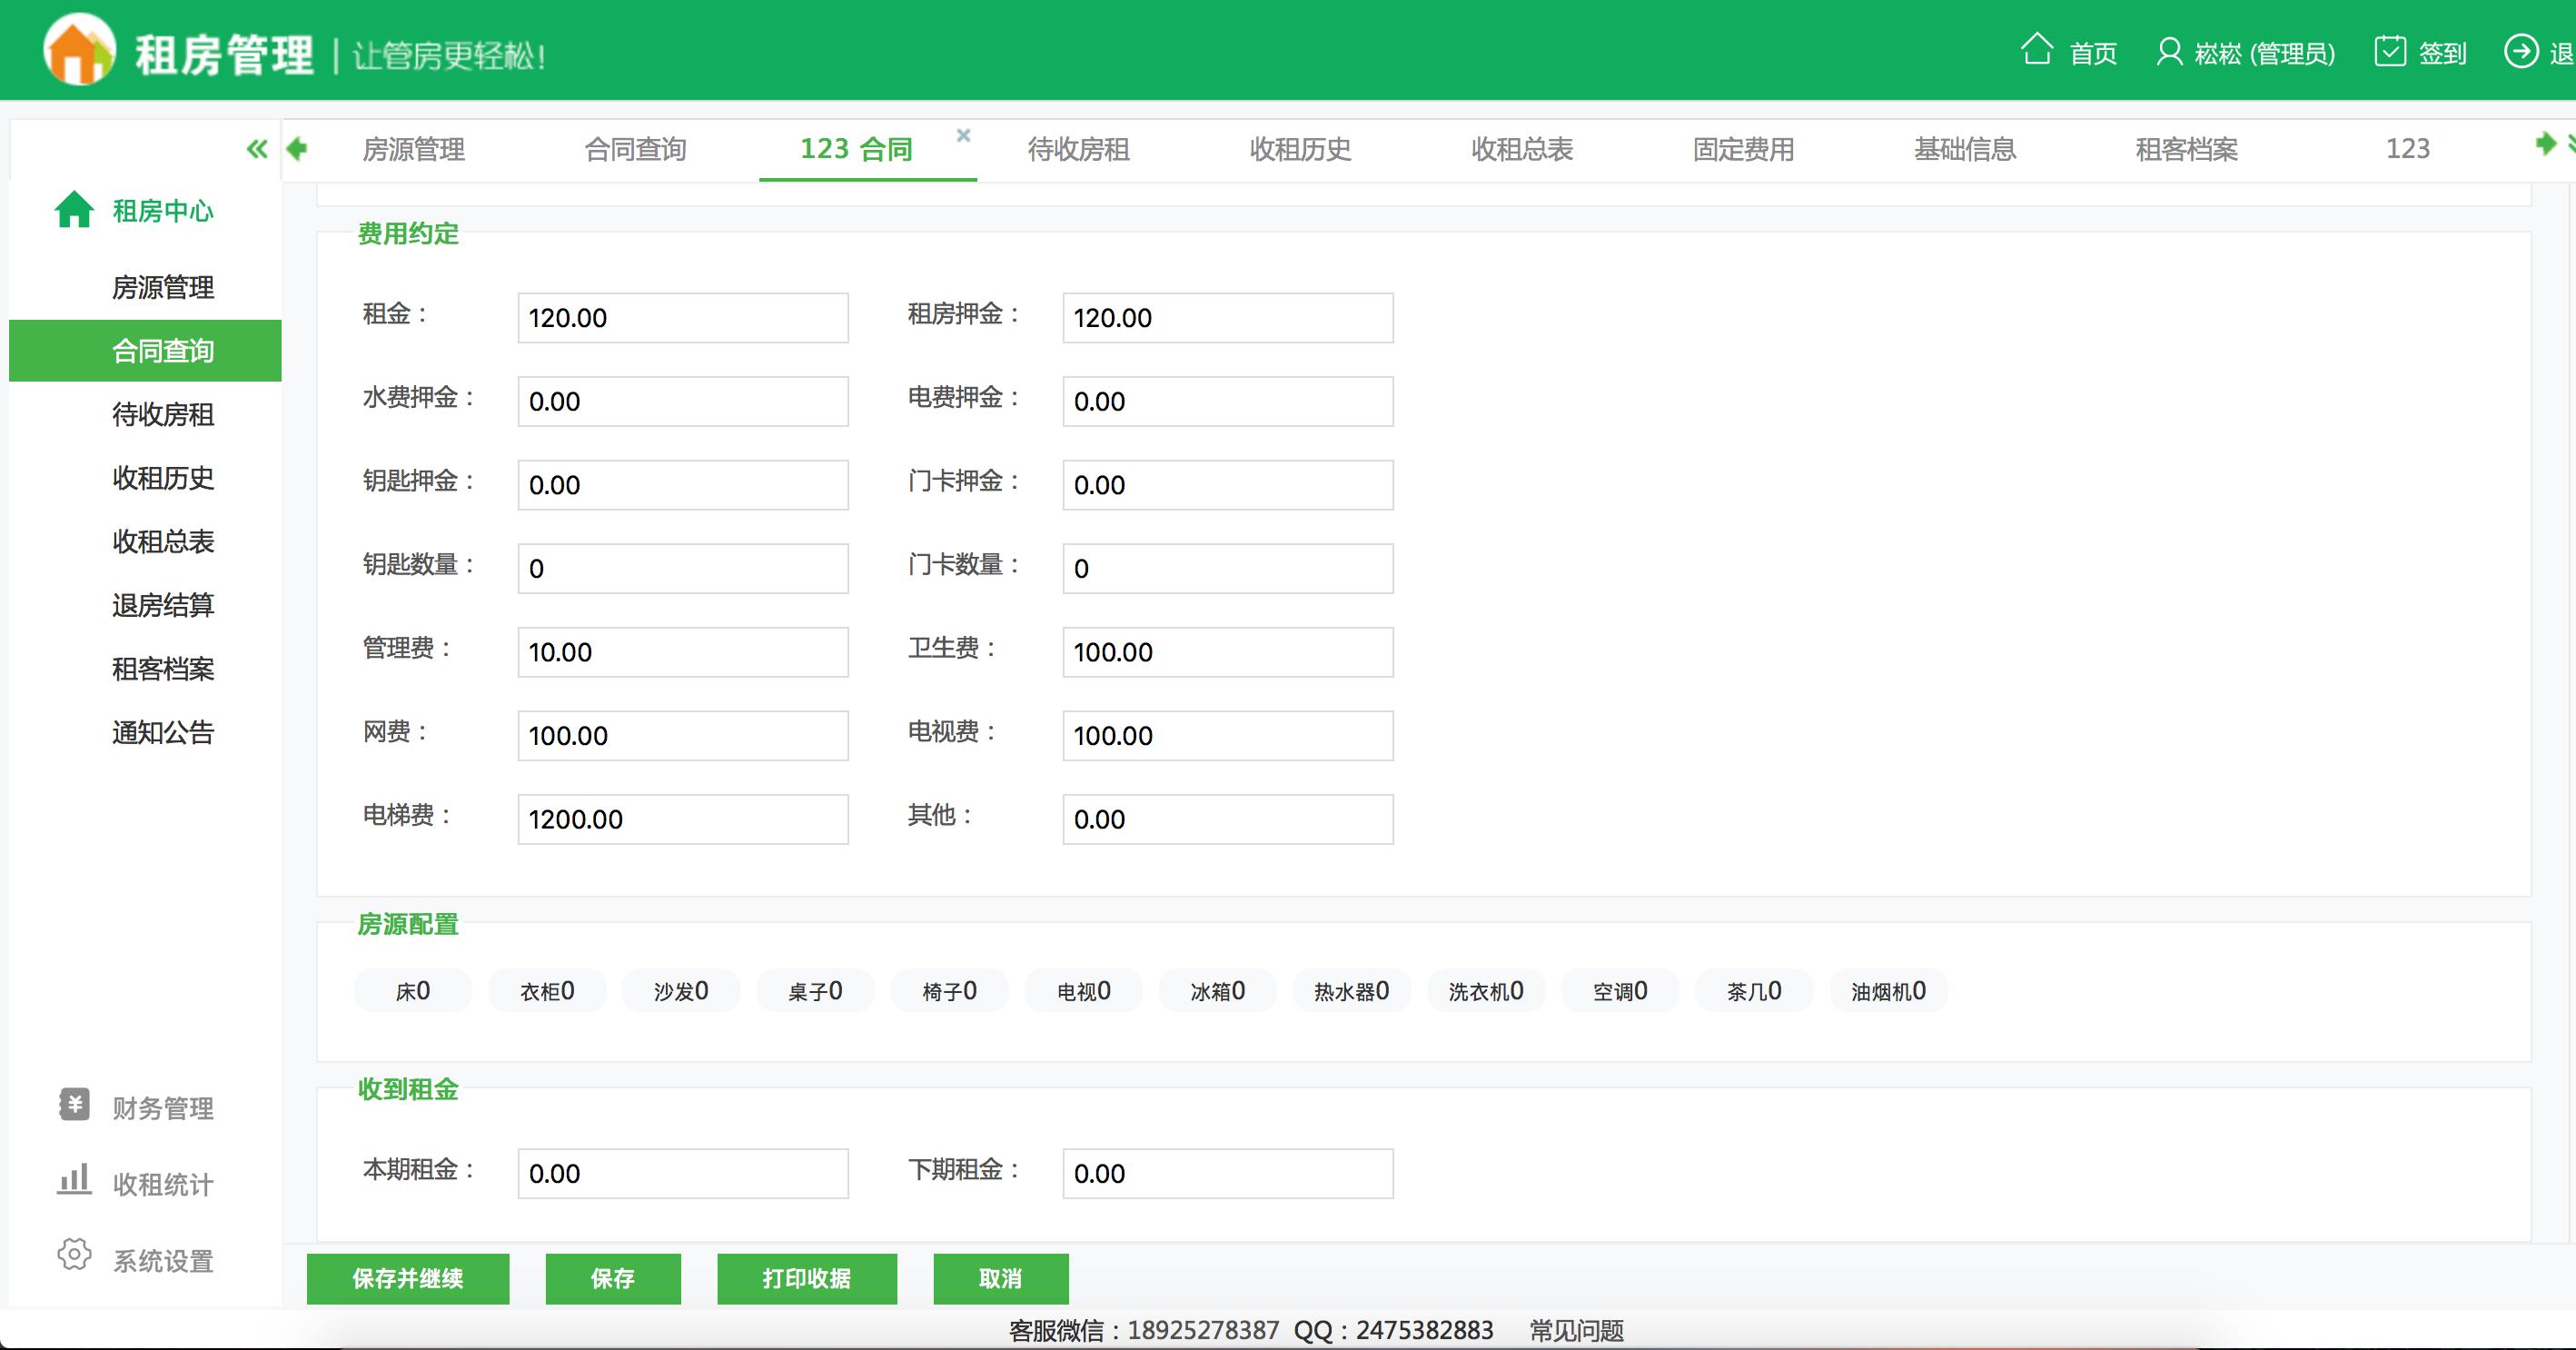 租房管理 | 让管房更轻松!
首页 崧崧 (管理员) 签到 退
房源管理 合同查询 123 合同 待收房租 收租历史 收租总表 固定费用 基础信息 租客档案 123
租房中心
房源管理
合同查询
待收房租
收租历史
收租总表
退房结算
租客档案
通知公告
财务管理
收租统计
系统设置
费用约定
租金： 120.00 租房押金： 120.00
水费押金： 0.00 电费押金： 0.00
钥匙押金： 0.00 门卡押金： 0.00
钥匙数量： 0 门卡数量： 0
管理费： 10.00 卫生费： 100.00
网费： 100.00 电视费： 100.00
电梯费： 1200.00 其他： 0.00
房源配置
床0 衣柜0 沙发0 桌子0 椅子0 电视0 冰箱0 热水器0 洗衣机0 空调0 茶几0 油烟机0
收到租金
本期租金： 0.00 下期租金： 0.00
保存并继续 保存 打印收据 取消
客服微信：18925278387 QQ：2475382883 常见问题